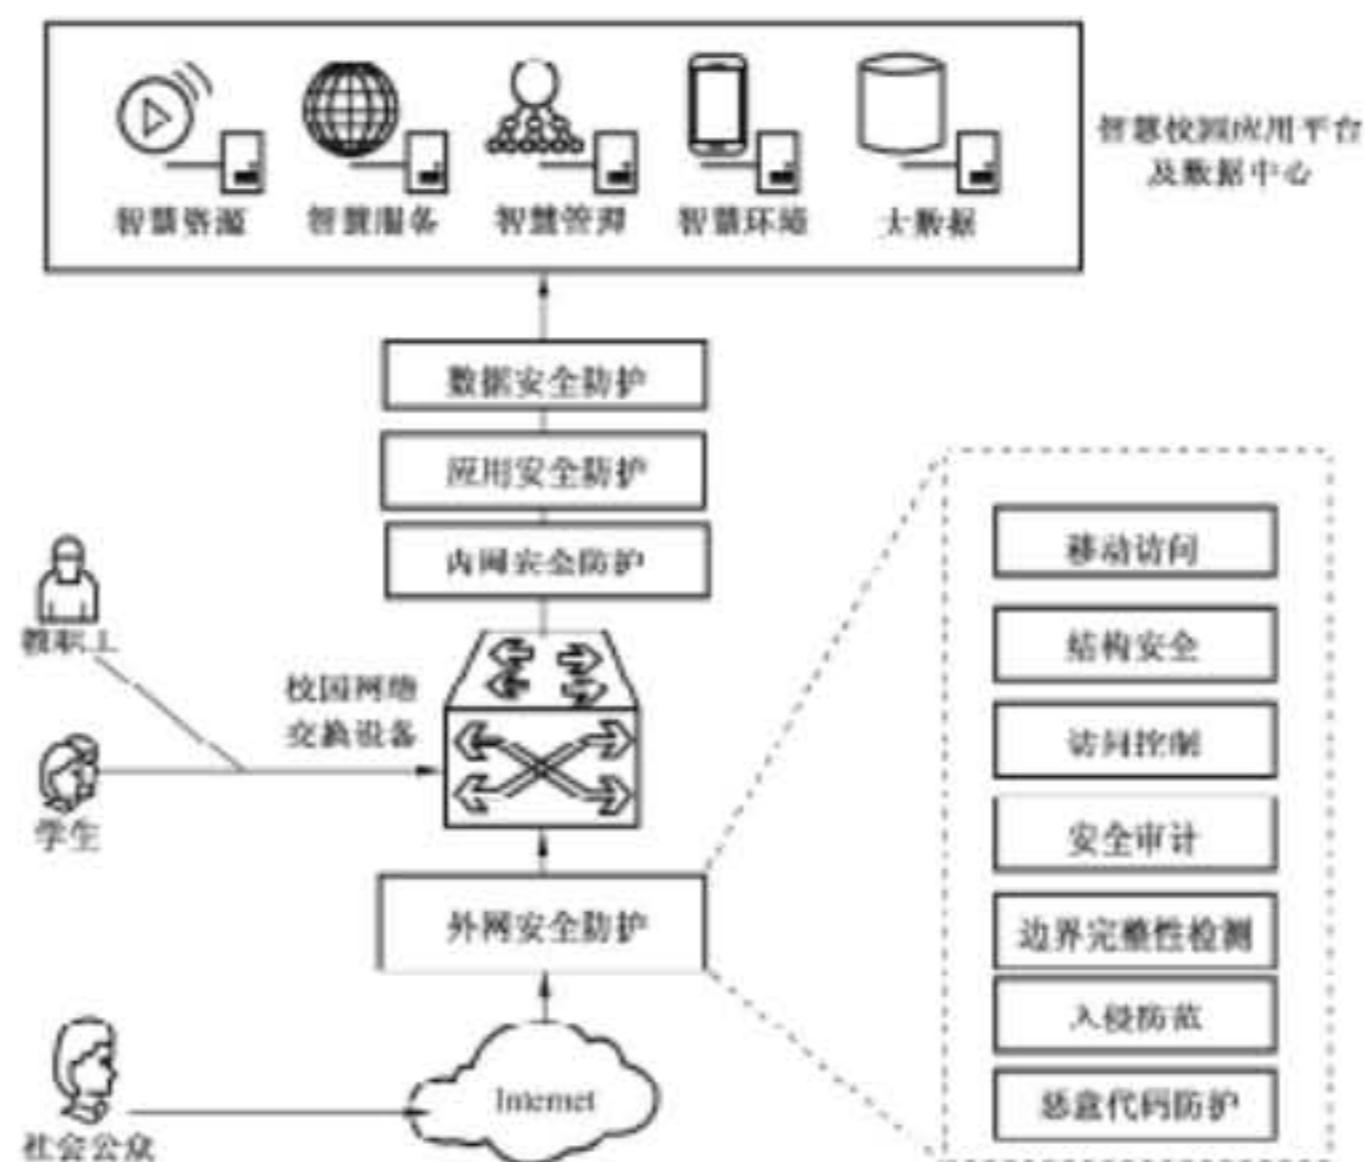 智慧资源
智慧服务
智慧管理
智慧环境
大数据
智慧校园应用平台
及数据中心
数据安全防护
应用安全防护
内网安全防护
教职工
校园网络
交换设备
学生
外网安全防护
社会公众
Internet
移动访问
结构安全
访问控制
安全审计
边界完整性检测
入侵防范
恶意代码防护